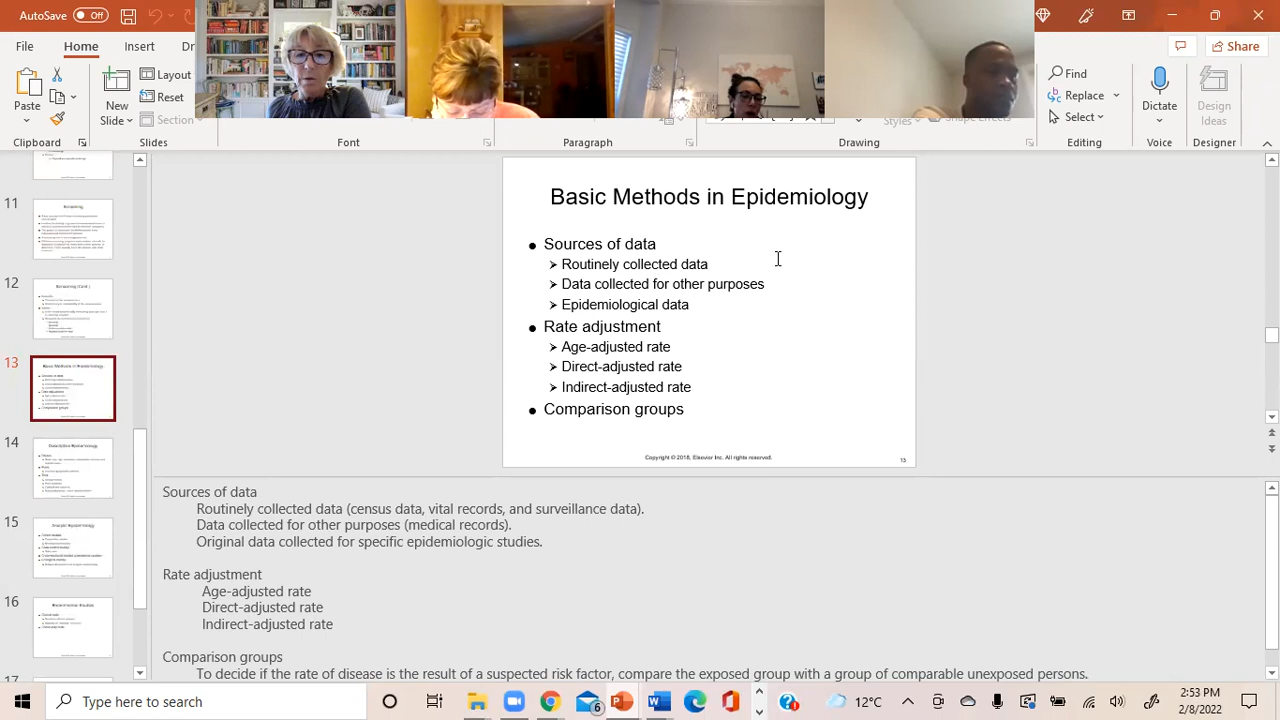 AutoSave
File
Home
Insert
Share
Paste
New
Slide
Layout
Reset
Section
Find
Replace
Select
Dictate
Design
Ideas
Styles
Shape Effects
Clipboard
Slides
Font
Paragraph
Drawing
Editing
Voice
Designer
11
12
13
14
15
16
17
Basic Methods in Epidemiology
Sources of data
Routinely collected data
Data collected for other purposes
Epidemiological data
Rate adjustment
Age-adjusted rate
Direct-adjusted rate
Indirect-adjusted rate
Comparison groups
Copyright © 2018, Elsevier Inc. All rights reserved.
13
Sources of data
Routinely collected data (census data, vital records, and surveillance data).
Data collected for other purposes (medical records).
Original data collected for specific epidemiologic studies.
Rate adjustment
Age-adjusted rate
Direct-adjusted rate
Indirect-adjusted rate
Comparison groups
To decide if the rate of disease is the result of a suspected risk factor, compare the exposed group with a group of comparable unexposed persons.
Type here to search
6
12°C
2:53 PM
2/8/2022